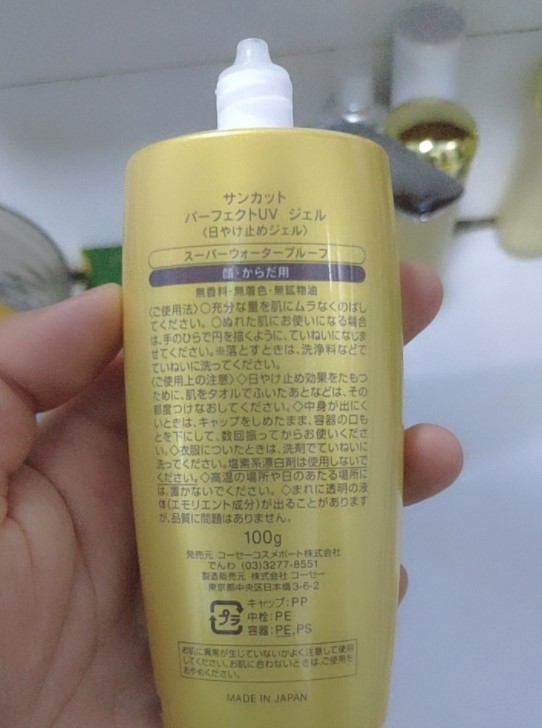 サンカット
パーフェクトUV ジェル
(日やけ止めジェル)
スーパーウォータープルーフ
顔・からだ用
無香料・無着色・無鉱物油
〈ご使用法〉○充分な量を肌にムラなくのばし
てください。○ぬれた肌にお使いになる場合
は、手のひらで円を描くように、ていねいになじま
せてください。※落とすときは、洗浄料などで
ていねいに洗ってください。
〈ご使用上の注意〉◇日やけ止め効果をたもつ
ために、肌をタオルでふいたあとなどは、その
都度つけなおしてください。◇中身が出にく
いときは、キャップをしめたまま、容器の口も
とを下にして、数回振ってからお使いくださ
い。◇衣服についたときは、洗剤でていねいに
洗ってください。塩素系漂白剤は使用しないで
ください。◇高温の場所や日のあたる場所に
は、置かないでください。◇まれに透明の液
体(エモリエント成分)が出ることがあります
が、品質に問題はありません。
100g
発売元 コーセーコスメポート株式会社
でんわ (03)3277-8551
製造販売元 株式会社 コーセー
東京都中央区日本橋3-6-2
プラ
キャップ:PP
中栓:PE
容器:PE,PS
お肌に異常が生じていないかよく注意して使用
してください。お肌に合わないときは、ご使用を
おやめください。
MADE IN JAPAN